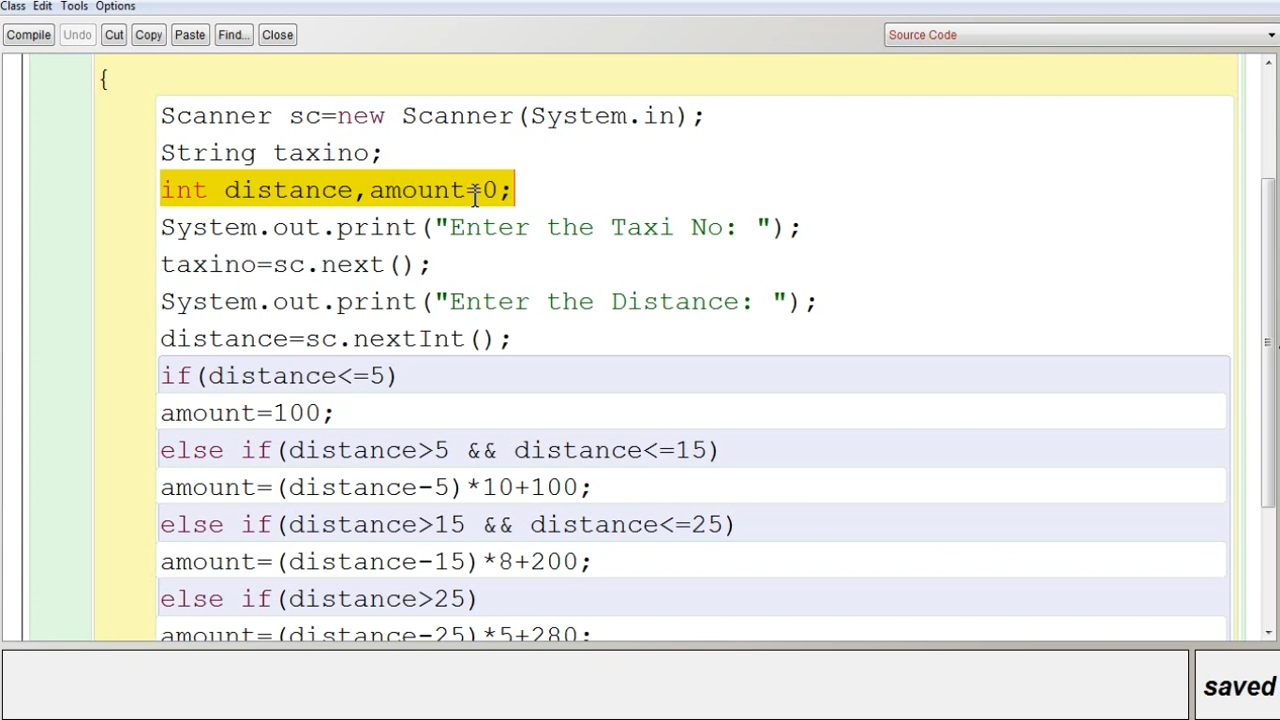 Class Edit Tools Options
Compile Undo Cut Copy Paste Find... Close Source Code
{
Scanner sc=new Scanner(System.in);
String taxino;
int distance,amount=0;
System.out.print("Enter the Taxi No: ");
taxino=sc.next();
System.out.print("Enter the Distance: ");
distance=sc.nextInt();
if(distance<=5)
amount=100;
else if(distance>5 && distance<=15)
amount=(distance-5)*10+100;
else if(distance>15 && distance<=25)
amount=(distance-15)*8+200;
else if(distance>25)
amount=(distance-25)*5+280;
saved